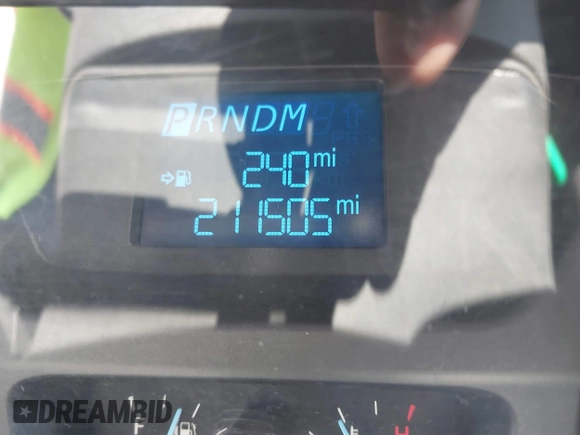 PRNDM
240 mi
211505 mi
F E H
DREAMBID